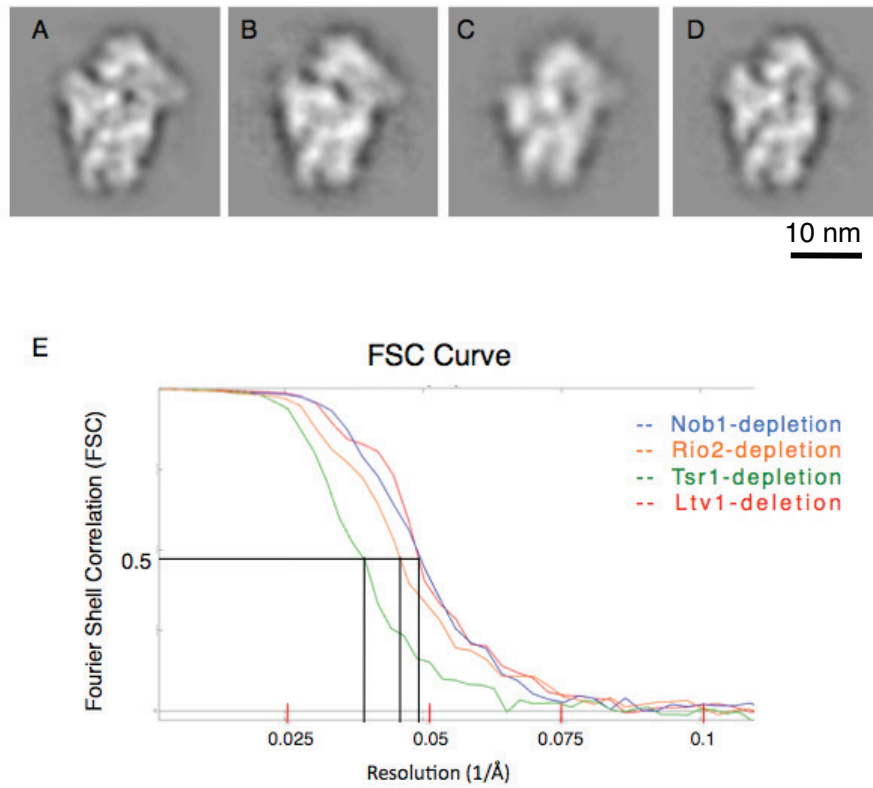 A B C D
10 nm
E
FSC Curve
Fourier Shell Correlation (FSC)
0.5
-- Nob1-depletion
-- Rio2-depletion
-- Tsr1-depletion
-- Ltv1-deletion
0.025 0.05 0.075 0.1
Resolution (1/Å)